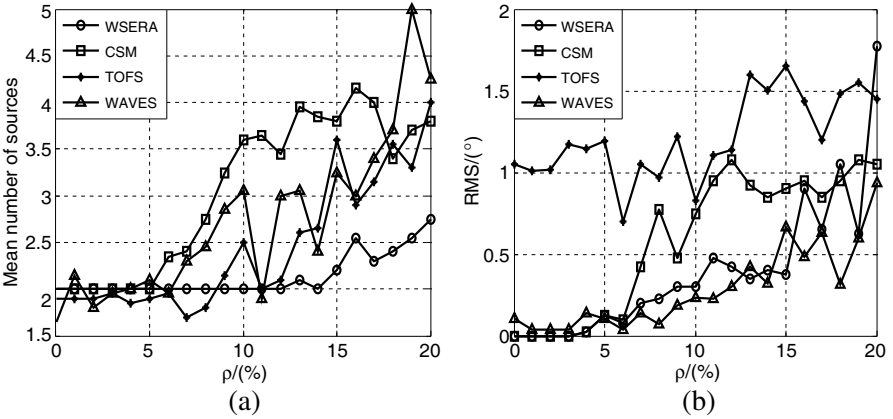 5
4.5
4
3.5
3
2.5
2
1.5
0
5
10
15
20
Mean number of sources
ρ/(%)
WSERA
CSM
TOFS
WAVES
(a)
2
1.5
1
0.5
0
0
5
10
15
20
RMS/(°)
ρ/(%)
WSERA
CSM
TOFS
WAVES
(b)